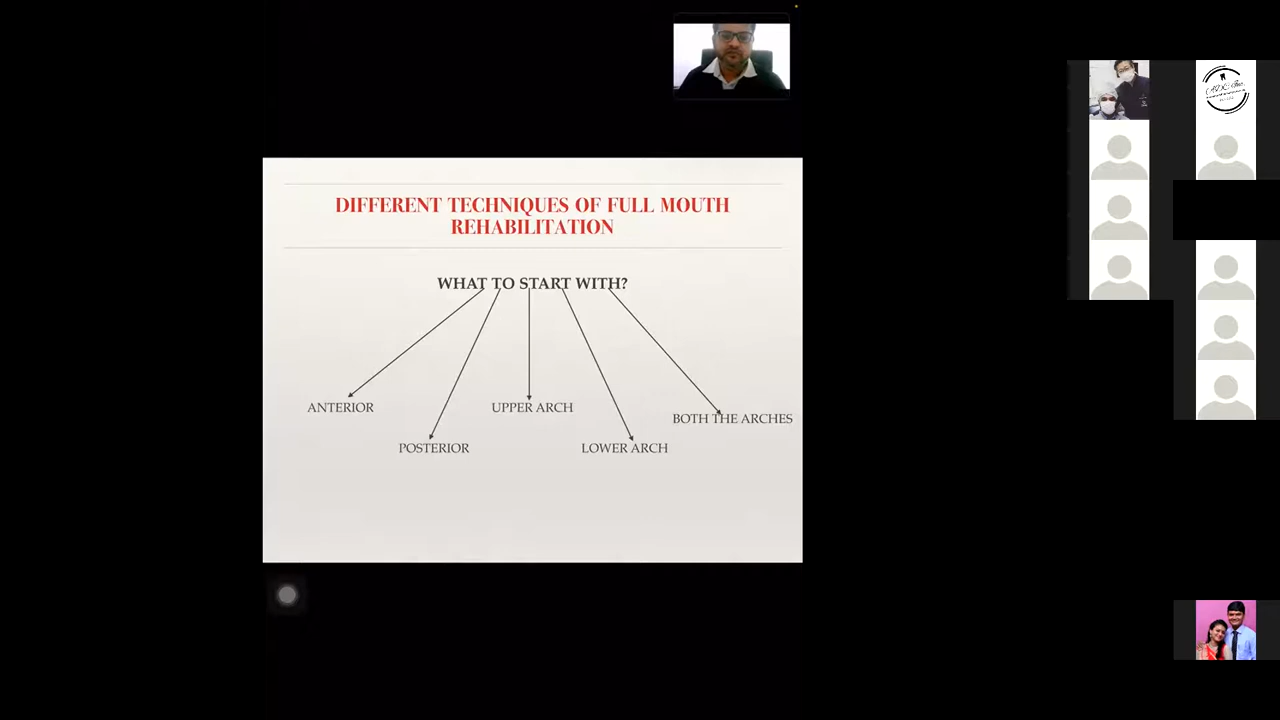 DIFFERENT TECHNIQUES OF FULL MOUTH
REHABILITATION
WHAT TO START WITH?
ANTERIOR
UPPER ARCH
BOTH THE ARCHES
POSTERIOR
LOWER ARCH